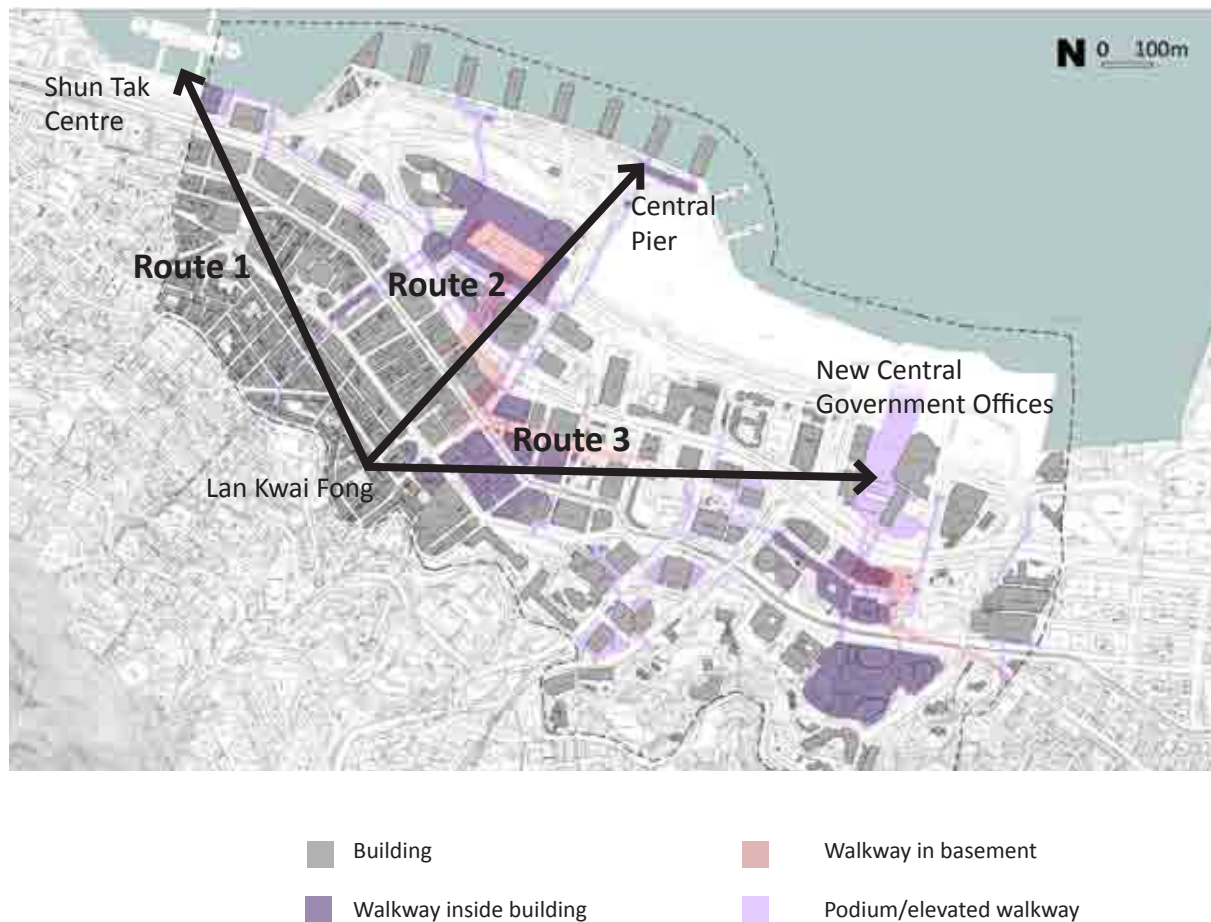 N 0 100m
Shun Tak
Centre
Central
Pier
Route 1
Route 2
New Central
Government Offices
Route 3
Lan Kwai Fong
Building
Walkway in basement
Walkway inside building
Podium/elevated walkway